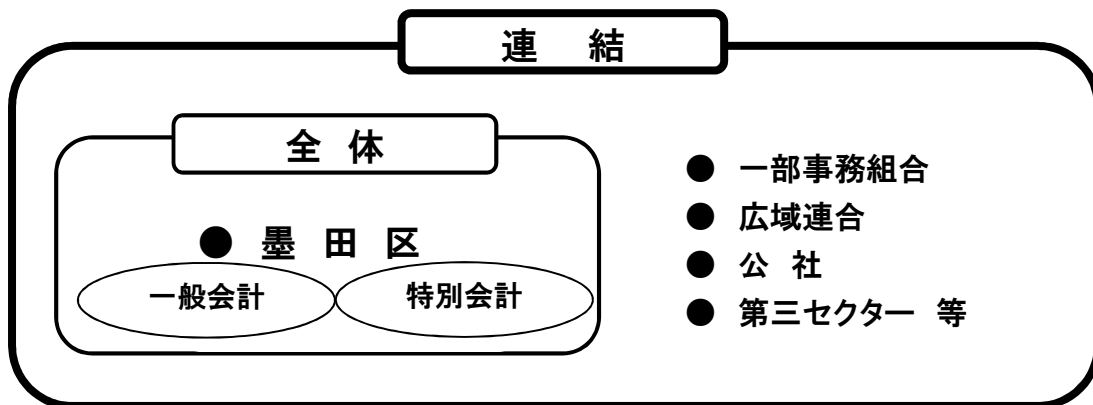 連 結
全 体
● 墨 田 区
一般会計
特別会計
● 一部事務組合
● 広域連合
● 公 社
● 第三セクター 等